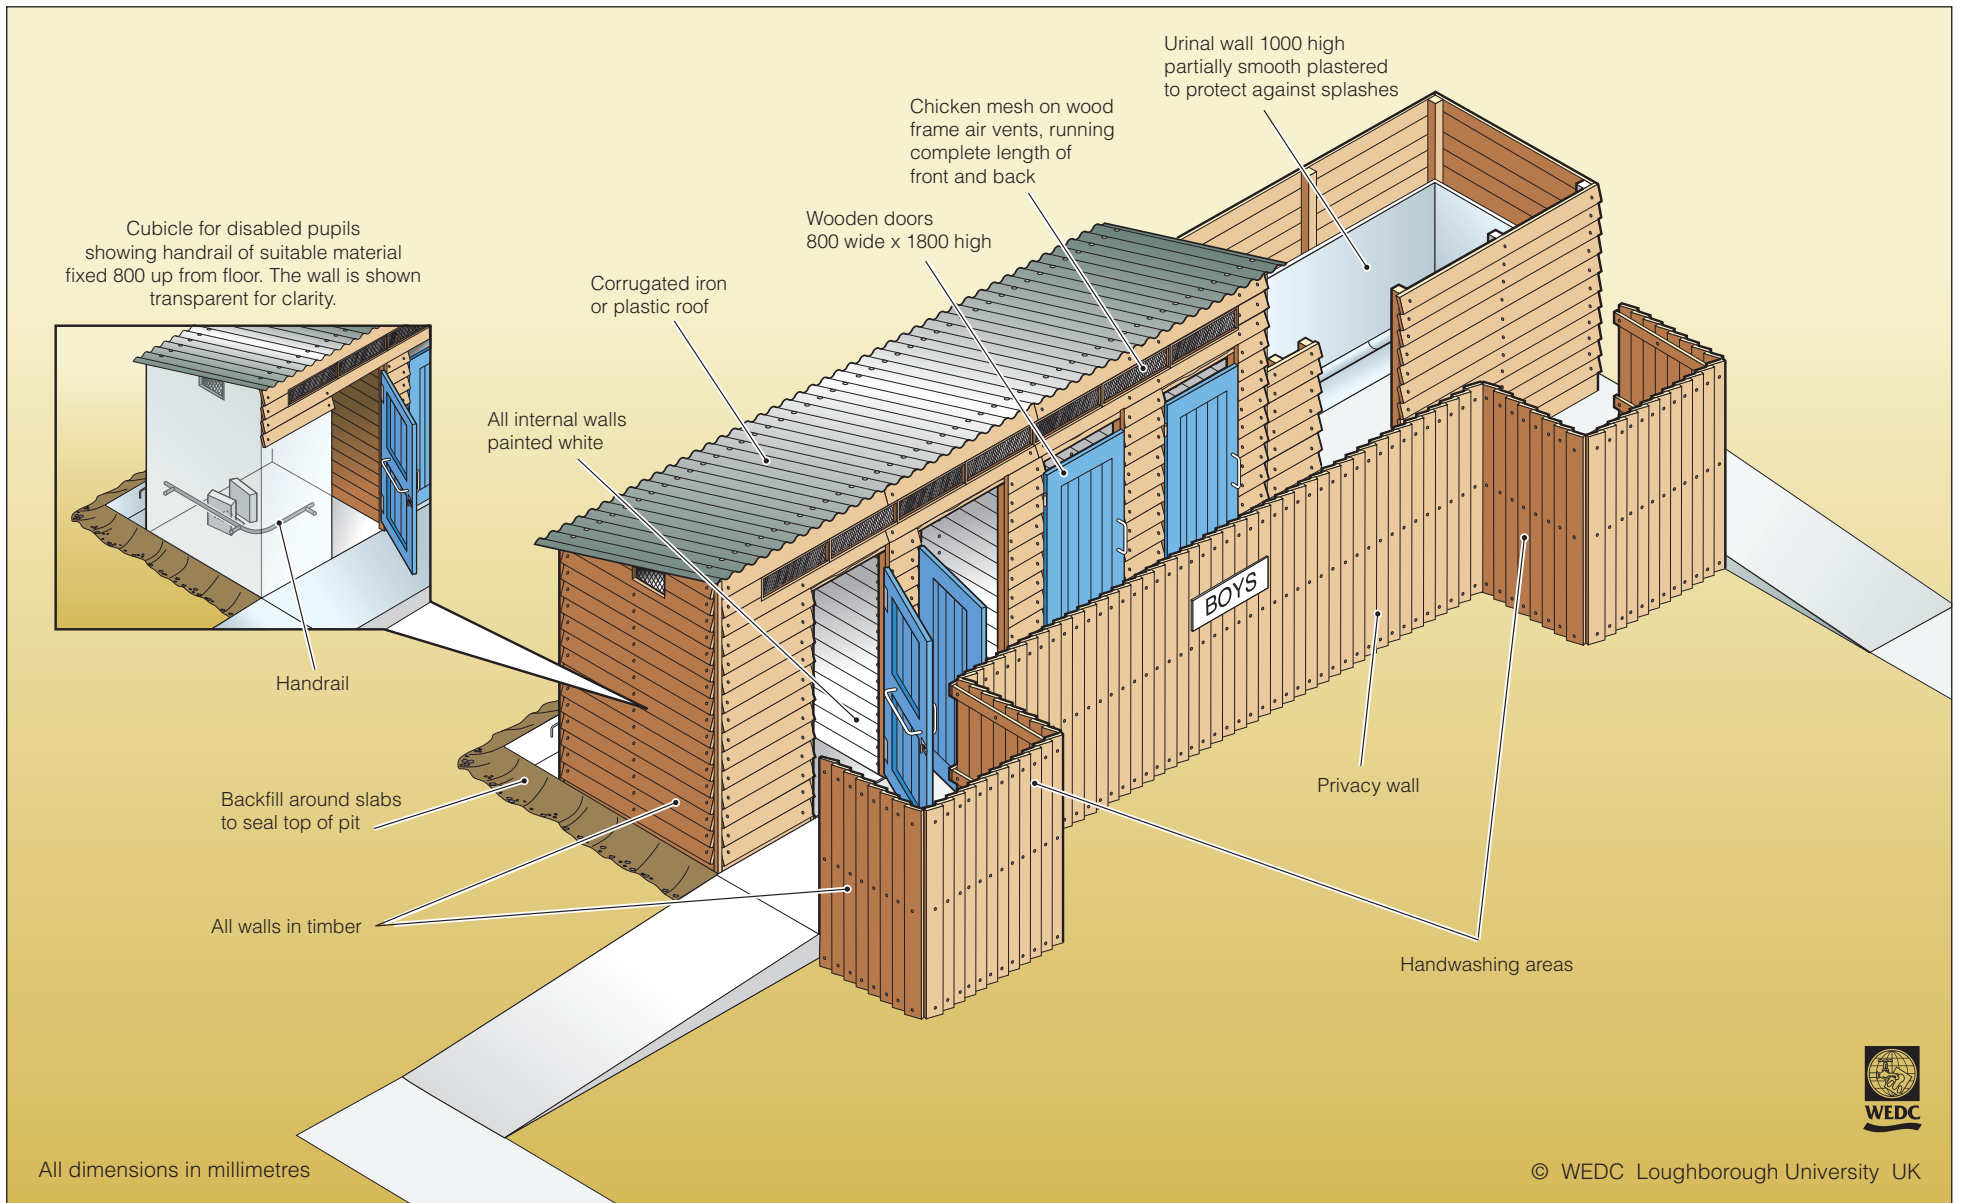 Urinal wall 1000 high
partially smooth plastered
to protect against splashes
Chicken mesh on wood
frame air vents, running
complete length of
front and back
Wooden doors
800 wide x 1800 high
Cubicle for disabled pupils
showing handrail of suitable material
fixed 800 up from floor. The wall is shown
transparent for clarity.
Corrugated iron
or plastic roof
All internal walls
painted white
Handrail
BOYS
Backfill around slabs
to seal top of pit
Privacy wall
All walls in timber
Handwashing areas
WEDC
All dimensions in millimetres
© WEDC Loughborough University UK